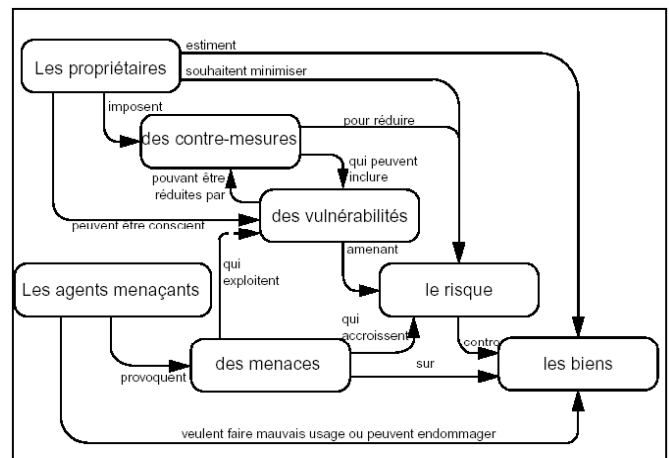 estiment
Les propriétaires
souhaitent minimiser
imposent
des contre-mesures
pour réduire
qui peuvent
inclure
pouvant être
réduites par
des vulnérabilités
peuvent être conscient
amenant
qui
exploitent
Les agents menaçants
le risque
qui
accroissent
contro
provoquent
des menaces
sur
les biens
veulent faire mauvais usage ou peuvent endommager